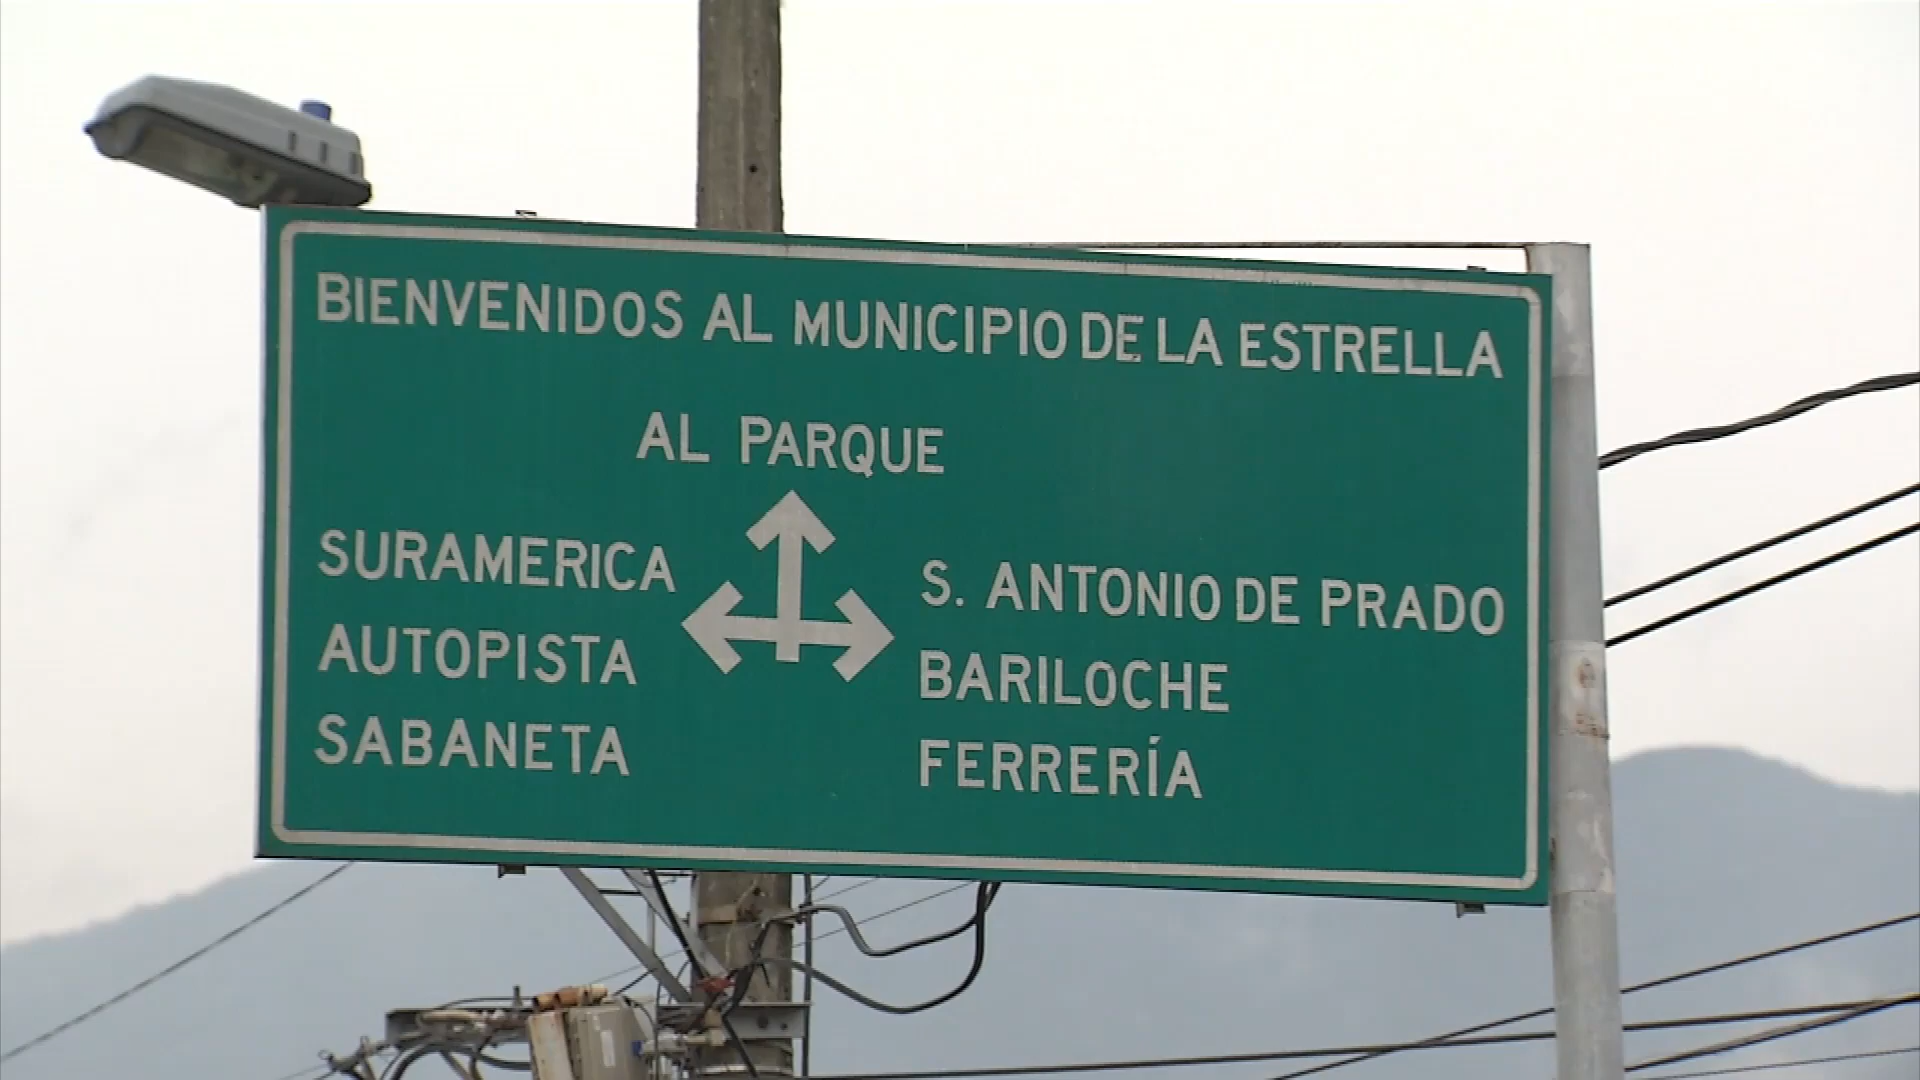 BIENVENIDOS AL MUNICIPIO DE LA ESTRELLA
AL PARQUE
SURAMERICA
AUTOPISTA
SABANETA
S. ANTONIO DE PRADO
BARILOCHE
FERRERÍA